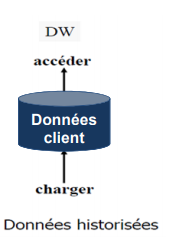 DW
accéder
Données
client
charger
Données historisées